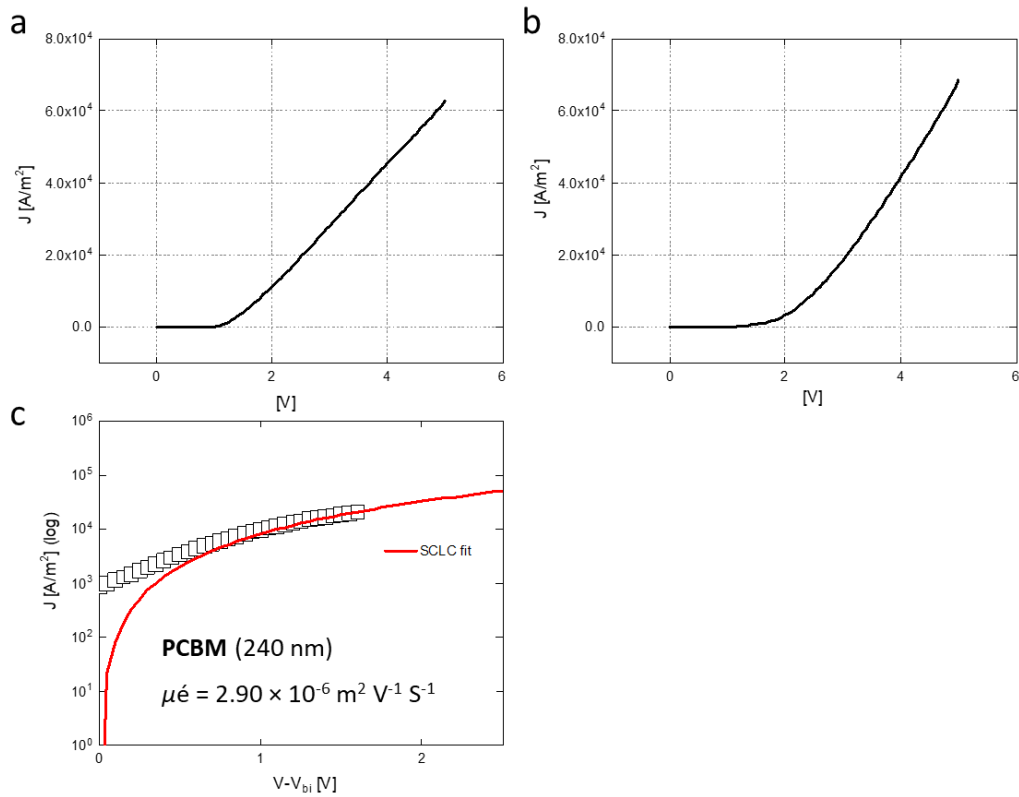 a
8.0x10⁴
6.0x10⁴
4.0x10⁴
2.0x10⁴
0.0
J [A/m²]
0 2 4 6
[V]
b
8.0x10⁴
6.0x10⁴
4.0x10⁴
2.0x10⁴
0.0
J [A/m²]
0 2 4 6
[V]
c
10⁶
10⁵
10⁴
10³
10²
10¹
10⁰
J [A/m²] (log)
SCLC fit
PCBM (240 nm)
µé = 2.90 × 10⁻⁶ m² V⁻¹ S⁻¹
0 1 2
V-V_bi [V]